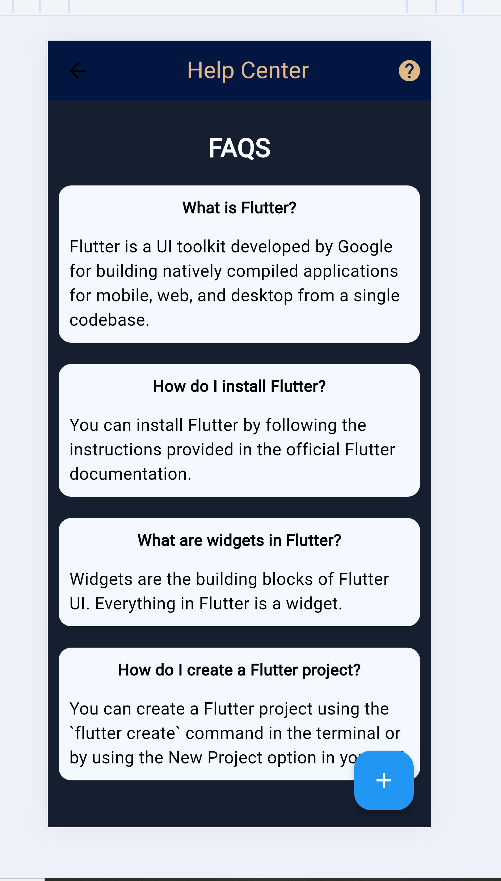 Help Center
FAQS
What is Flutter?
Flutter is a UI toolkit developed by Google
for building natively compiled applications
for mobile, web, and desktop from a single
codebase.
How do I install Flutter?
You can install Flutter by following the
instructions provided in the official Flutter
documentation.
What are widgets in Flutter?
Widgets are the building blocks of Flutter
UI. Everything in Flutter is a widget.
How do I create a Flutter project?
You can create a Flutter project using the
`flutter create` command in the terminal or
by using the New Project option in